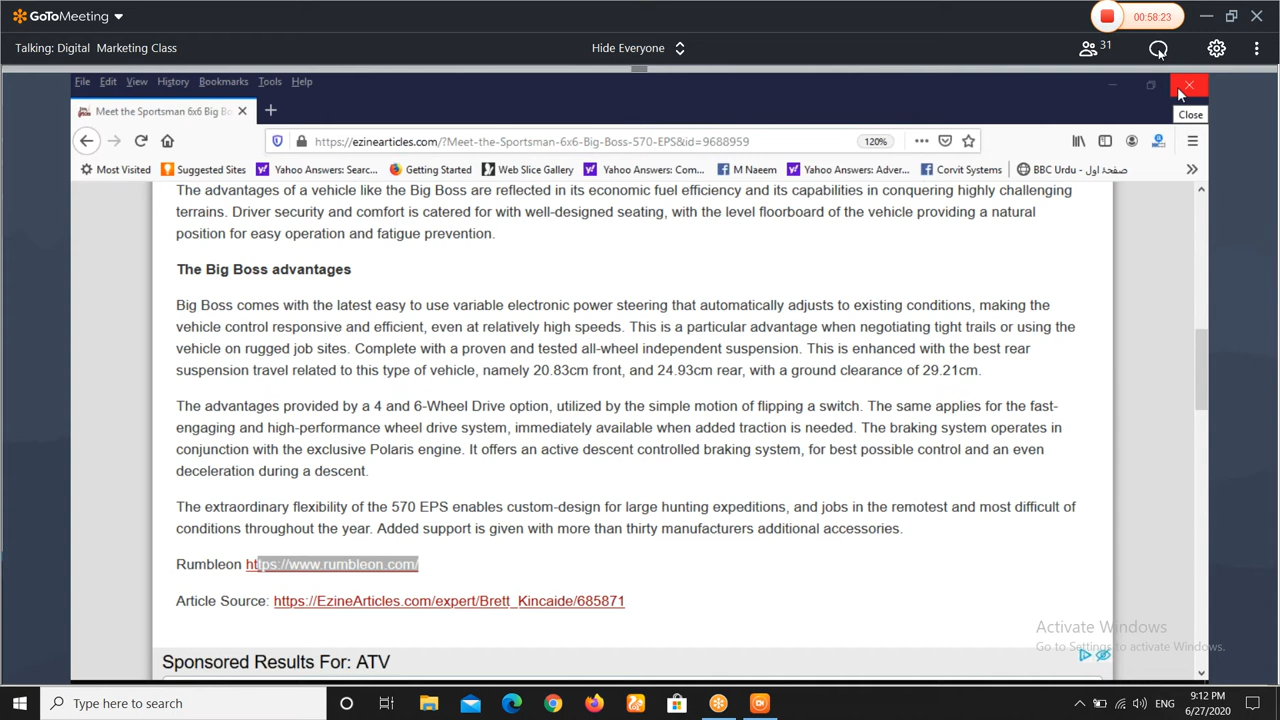 GoToMeeting
00:58:23
Talking: Digital Marketing Class
Hide Everyone
31
File Edit View History Bookmarks Tools Help
Meet the Sportsman 6x6 Big Bo
Close
https://ezinearticles.com/?Meet-the-Sportsman-6x6-Big-Boss-570-EPS&id=9688959
120%
Most Visited Suggested Sites Yahoo Answers: Searc... Getting Started Web Slice Gallery Yahoo Answers: Com... M Naeem Yahoo Answers: Adver... Corvit Systems BBC Urdu - صفحۂ اول
The advantages of a vehicle like the Big Boss are reflected in its economic fuel efficiency and its capabilities in conquering highly challenging
terrains. Driver security and comfort is catered for with well-designed seating, with the level floorboard of the vehicle providing a natural
position for easy operation and fatigue prevention.
The Big Boss advantages
Big Boss comes with the latest easy to use variable electronic power steering that automatically adjusts to existing conditions, making the
vehicle control responsive and efficient, even at relatively high speeds. This is a particular advantage when negotiating tight trails or using the
vehicle on rugged job sites. Complete with a proven and tested all-wheel independent suspension. This is enhanced with the best rear
suspension travel related to this type of vehicle, namely 20.83cm front, and 24.93cm rear, with a ground clearance of 29.21cm.
The advantages provided by a 4 and 6-Wheel Drive option, utilized by the simple motion of flipping a switch. The same applies for the fast-
engaging and high-performance wheel drive system, immediately available when added traction is needed. The braking system operates in
conjunction with the exclusive Polaris engine. It offers an active descent controlled braking system, for best possible control and an even
deceleration during a descent.
The extraordinary flexibility of the 570 EPS enables custom-design for large hunting expeditions, and jobs in the remotest and most difficult of
conditions throughout the year. Added support is given with more than thirty manufacturers additional accessories.
Rumbleon https://www.rumbleon.com/
Article Source: https://EzineArticles.com/expert/Brett_Kincaide/685871
Activate Windows
Go to Settings to activate Windows.
Sponsored Results For: ATV
Type here to search
ENG
9:12 PM
6/27/2020